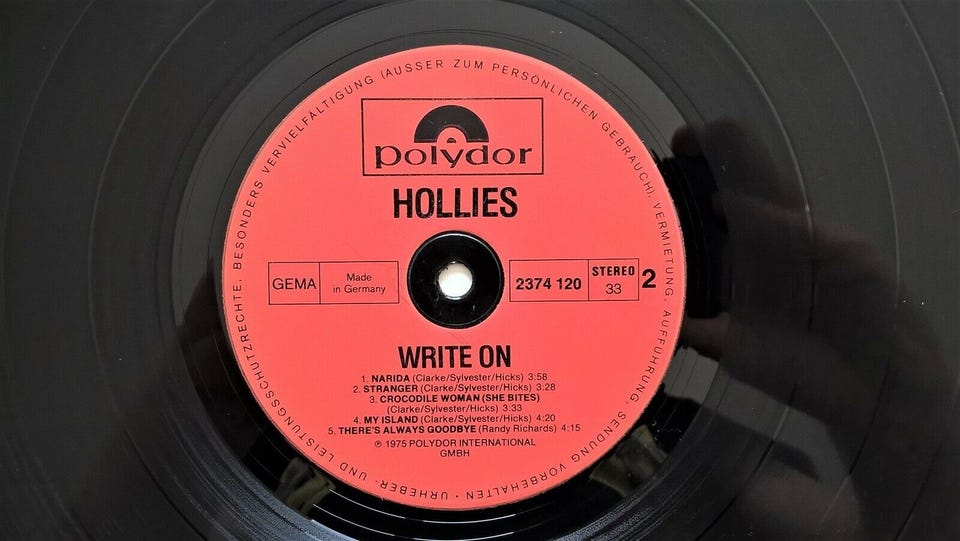 URHEBER- UND LEISTUNGSSCHUTZRECHTE, BESONDERS VERVIELFÄLTIGUNG (AUSSER ZUM PERSÖNLICHEN GEBRAUCH), VERMIETUNG, AUFFÜHRUNG, SENDUNG VORBEHALTEN •
polydor
HOLLIES
GEMA
Made
in Germany
2374 120
STEREO
33
2
WRITE ON
1. NARIDA (Clarke/Sylvester/Hicks) 3:58
2. STRANGER (Clarke/Sylvester/Hicks) 3:28
3. CROCODILE WOMAN (SHE BITES)
(Clarke/Sylvester/Hicks) 3:33
4. MY ISLAND (Clarke/Sylvester/Hicks) 4:20
5. THERE'S ALWAYS GOODBYE (Randy Richards) 4:15
℗ 1975 POLYDOR INTERNATIONAL
GMBH